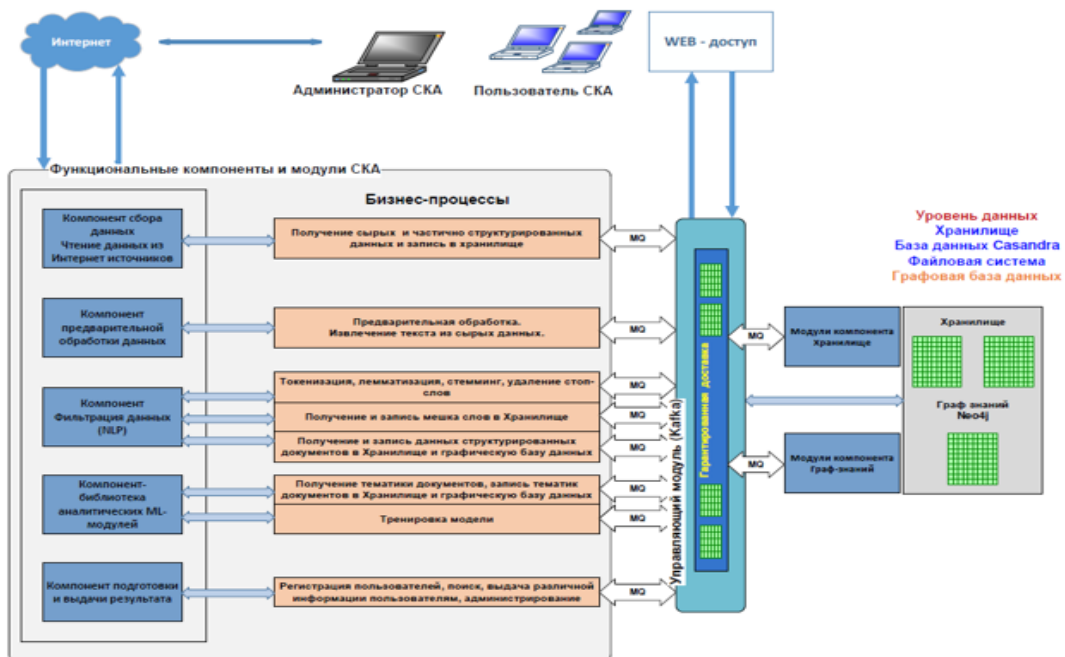 Интернет
Администратор СКА
Пользователь СКА
WEB - доступ
Функциональные компоненты и модули СКА
Бизнес-процессы
Компонент сбора
данных
Чтение данных из
Интернет источников
Получение сырых и частично структурированных
данных и запись в хранилище
MQ
Компонент
предварительной
обработки данных
Предварительная обработка.
Извлечение текста из сырых данных.
MQ
Компонент
Фильтрация данных
(NLP)
Токенизация, лемматизация, стемминг, удаление стоп-
слов
MQ
Получение и запись мешка слов в Хранилище
MQ
Получение и запись данных структурированных
документов в Хранилище и графическую базу данных
MQ
Компонент-
библиотека
аналитических ML-
модулей
Получение тематики документов, запись тематик
документов в Хранилище и графическую базу данных
MQ
Тренировка модели
MQ
Компонент подготовки
и выдачи результата
Регистрация пользователей, поиск, выдача различной
информации пользователям, администрирование
MQ
Управляющий модуль (Kafka)
Гарантированная доставка
Уровень данных
Хранилище
База данных Casandra
Файловая система
Графовая база данных
MQ
Модули компонента
Хранилище
MQ
Модули компонента
Граф-знаний
Хранилище
Граф знаний
Neo4j